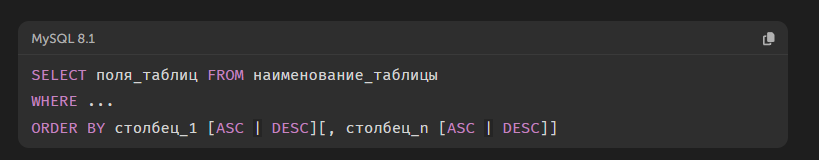 MySQL 8.1
SELECT поля_таблиц FROM наименование_таблицы
WHERE ...
ORDER BY столбец_1 [ASC | DESC][, столбец_n [ASC | DESC]]